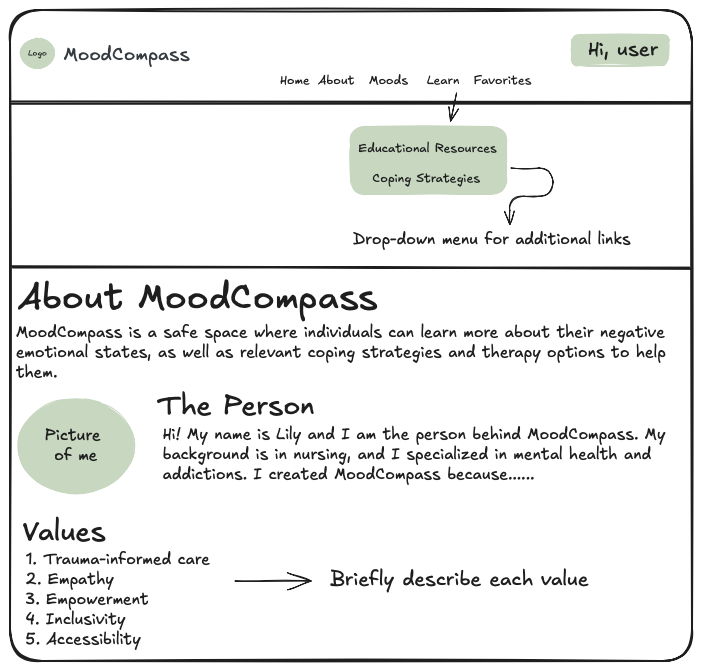 Logo
MoodCompass
Hi, user
Home About Moods Learn Favorites
Educational Resources
Coping Strategies
Drop-down menu for additional links
About MoodCompass
MoodCompass is a safe space where individuals can learn more about their negative
emotional states, as well as relevant coping strategies and therapy options to help
them.
Picture
of me
The Person
Hi! My name is Lily and I am the person behind MoodCompass. My
background is in nursing, and I specialized in mental health and
addictions. I created MoodCompass because......
Values
1. Trauma-informed care
2. Empathy
3. Empowerment
4. Inclusivity
5. Accessibility
Briefly describe each value